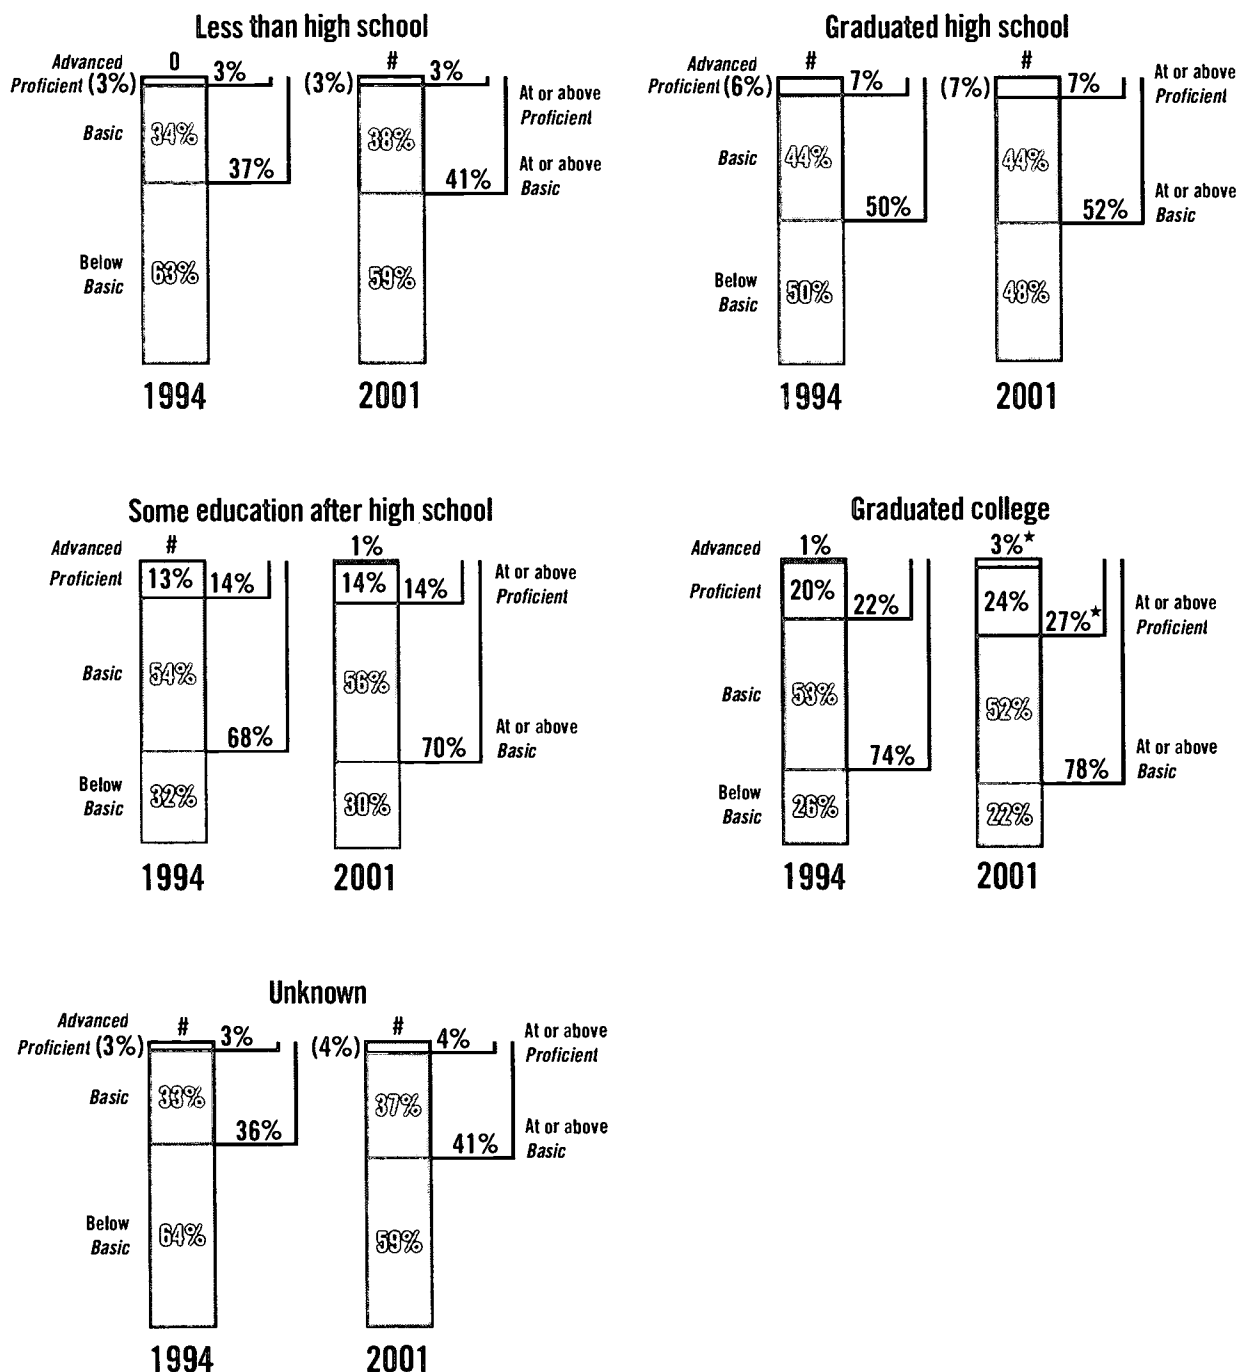 Less than high school
Advanced 0 #
Proficient (3%) 3% (3%) 3%
At or above
Proficient
Basic 34% 38%
37% 41%
At or above
Basic
Below
Basic 63% 59%
1994 2001
Graduated high school
Advanced # #
Proficient (6%) 7% (7%) 7%
At or above
Proficient
Basic 44% 44%
50% 52%
At or above
Basic
Below
Basic 50% 48%
1994 2001
Some education after high school
Advanced # 1%
Proficient 13% 14% 14% 14%
At or above
Proficient
Basic 54% 56%
68% 70%
At or above
Basic
Below
Basic 32% 30%
1994 2001
Graduated college
Advanced 1% 3%★
Proficient 20% 22% 24% 27%★
At or above
Proficient
Basic 53% 52%
74% 78%
At or above
Basic
Below
Basic 26% 22%
1994 2001
Unknown
Advanced # #
Proficient (3%) 3% (4%) 4%
At or above
Proficient
Basic 33% 37%
36% 41%
At or above
Basic
Below
Basic 64% 59%
1994 2001